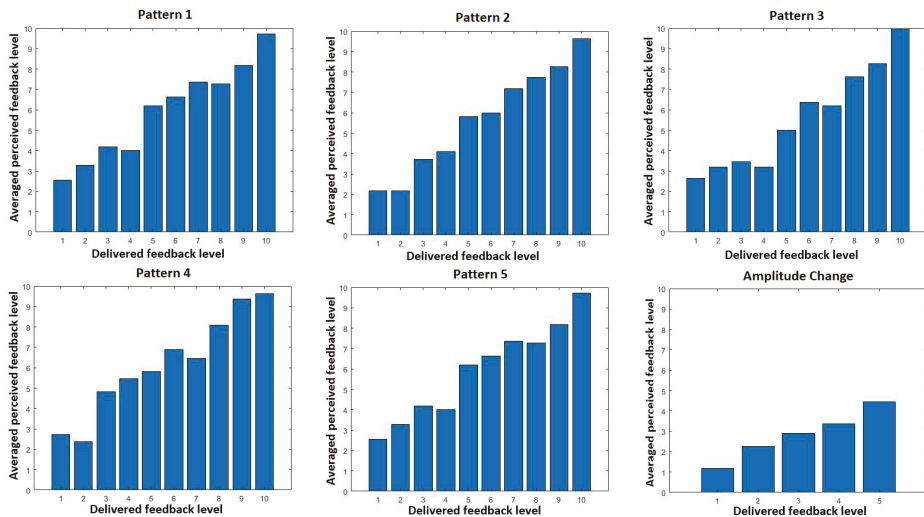 Pattern 1
Averaged perceived feedback level
10
9
8
7
6
5
4
3
2
1
0
1 2 3 4 5 6 7 8 9 10
Delivered feedback level
Pattern 2
Averaged perceived feedback level
10
9
8
7
6
5
4
3
2
1
0
1 2 3 4 5 6 7 8 9 10
Delivered feedback level
Pattern 3
Averaged perceived feedback level
10
9
8
7
6
5
4
3
2
1
0
1 2 3 4 5 6 7 8 9 10
Delivered feedback level
Pattern 4
Averaged perceived feedback level
10
9
8
7
6
5
4
3
2
1
0
1 2 3 4 5 6 7 8 9 10
Delivered feedback level
Pattern 5
Averaged perceived feedback level
10
9
8
7
6
5
4
3
2
1
0
1 2 3 4 5 6 7 8 9 10
Delivered feedback level
Amplitude Change
Averaged perceived feedback level
10
9
8
7
6
5
4
3
2
1
0
1 2 3 4 5
Delivered feedback level